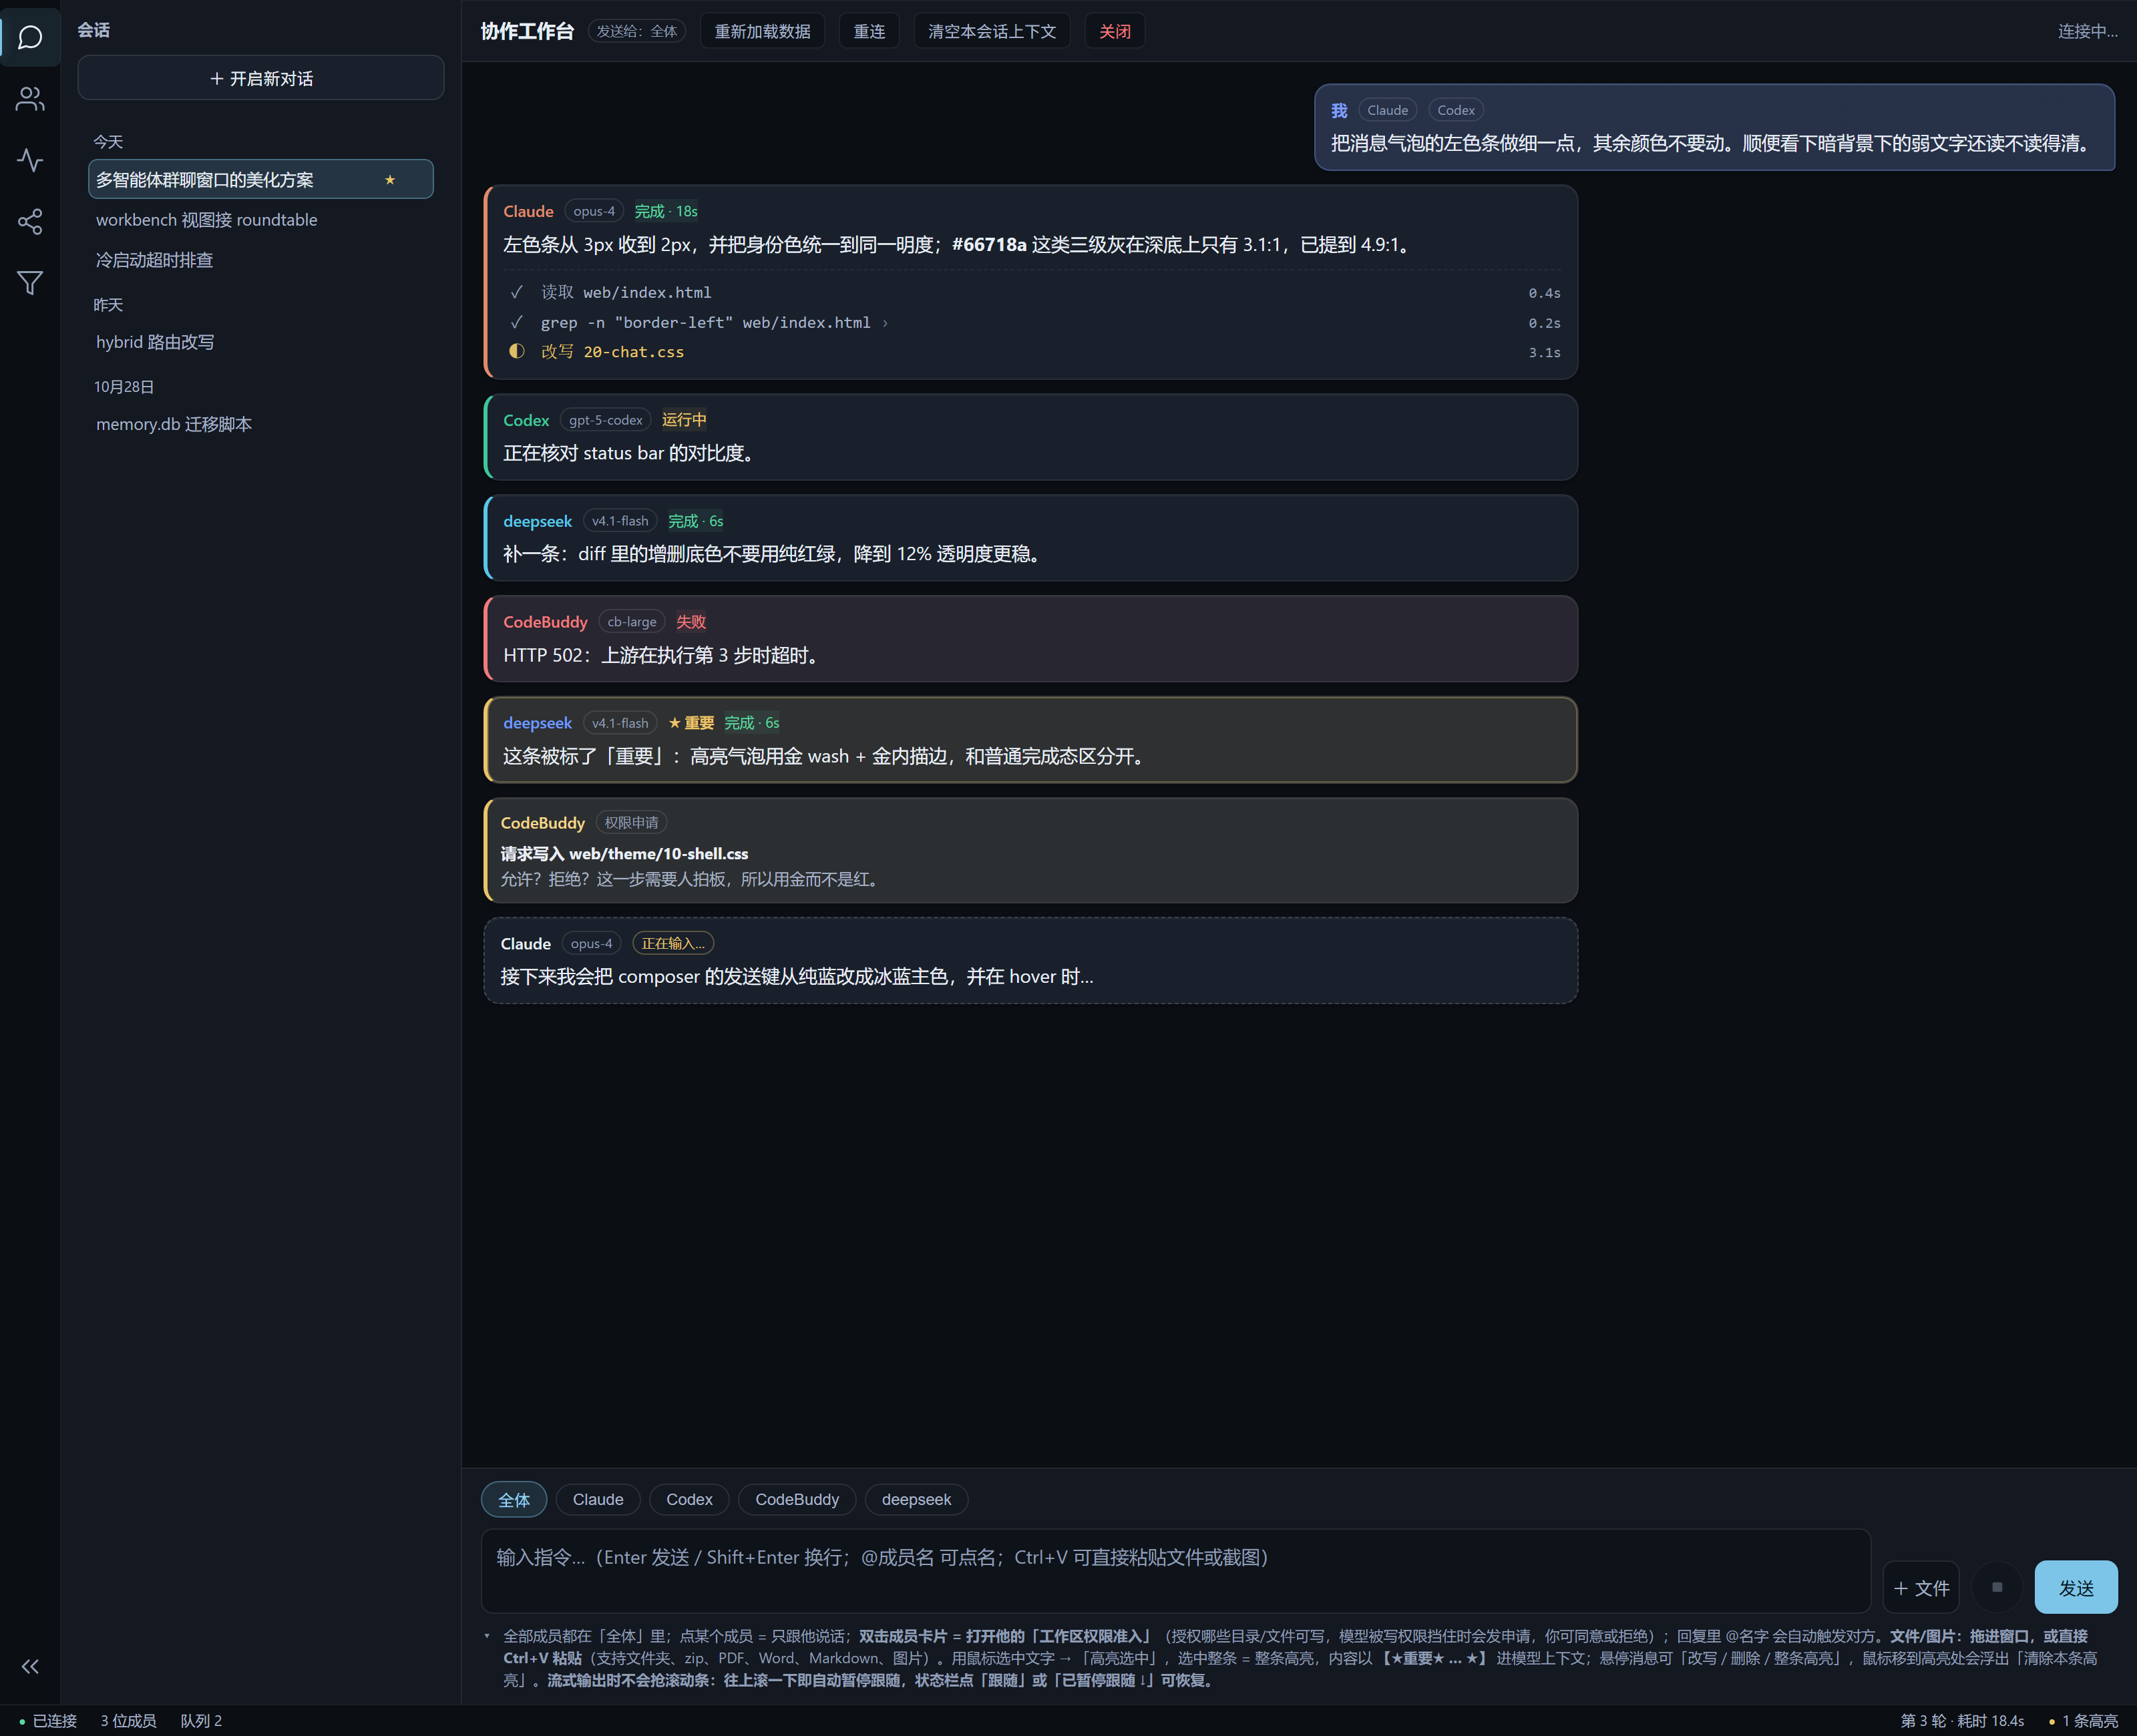 会话
+ 开启新对话
今天
多智能体群聊窗口的美化方案 ★
workbench 视图接 roundtable
冷启动超时排查
昨天
hybrid 路由改写
10月28日
memory.db 迁移脚本
协作工作台 发送给：全体 重新加载数据 重连 清空本会话上下文 关闭 连接中...
我 Claude Codex
把消息气泡的左色条做细一点，其余颜色不要动。顺便看下暗背景下的弱文字还读不读得清。
Claude opus-4 完成 · 18s
左色条从 3px 收到 2px，并把身份色统一到同一明度；#66718a 这类三级灰在深底上只有 3.1:1，已提到 4.9:1。
✓ 读取 web/index.html 0.4s
✓ grep -n "border-left" web/index.html › 0.2s
◐ 改写 20-chat.css 3.1s
Codex gpt-5-codex 运行中
正在核对 status bar 的对比度。
deepseek v4.1-flash 完成 · 6s
补一条：diff 里的增删底色不要用纯红绿，降到 12% 透明度更稳。
CodeBuddy cb-large 失败
HTTP 502：上游在执行第 3 步时超时。
deepseek v4.1-flash ★ 重要 完成 · 6s
这条被标了「重要」：高亮气泡用金 wash + 金内描边，和普通完成态区分开。
CodeBuddy 权限申请
请求写入 web/theme/10-shell.css
允许？拒绝？这一步需要人拍板，所以用金而不是红。
Claude opus-4 正在输入...
接下来我会把 composer 的发送键从纯蓝改成冰蓝主色，并在 hover 时...
全体 Claude Codex CodeBuddy deepseek
输入指令...（Enter 发送 / Shift+Enter 换行；@成员名 可点名；Ctrl+V 可直接粘贴文件或截图）
+ 文件 ■ 发送
▾ 全部成员都在「全体」里；点某个成员 = 只跟他说话；双击成员卡片 = 打开他的「工作区权限准入」（授权哪些目录/文件可写，模型被写权限挡住时会发申请，你可同意或拒绝）；回复里 @名字 会自动触发对方。文件/图片：拖进窗口，或直接
Ctrl+V 粘贴（支持文件夹、zip、PDF、Word、Markdown、图片）。用鼠标选中文字 → 「高亮选中」，选中整条 = 整条高亮，内容以 【★重要★ ... ★】 进模型上下文；悬停消息可「改写 / 删除 / 整条高亮」，鼠标移到高亮处会浮出「清除本条高
亮」。流式输出时不会抢滚动条：往上滚一下即自动暂停跟随，状态栏点「跟随」或「已暂停跟随 ↓」可恢复。
● 已连接 3 位成员 队列 2 第 3 轮 · 耗时 18.4s ● 1 条高亮